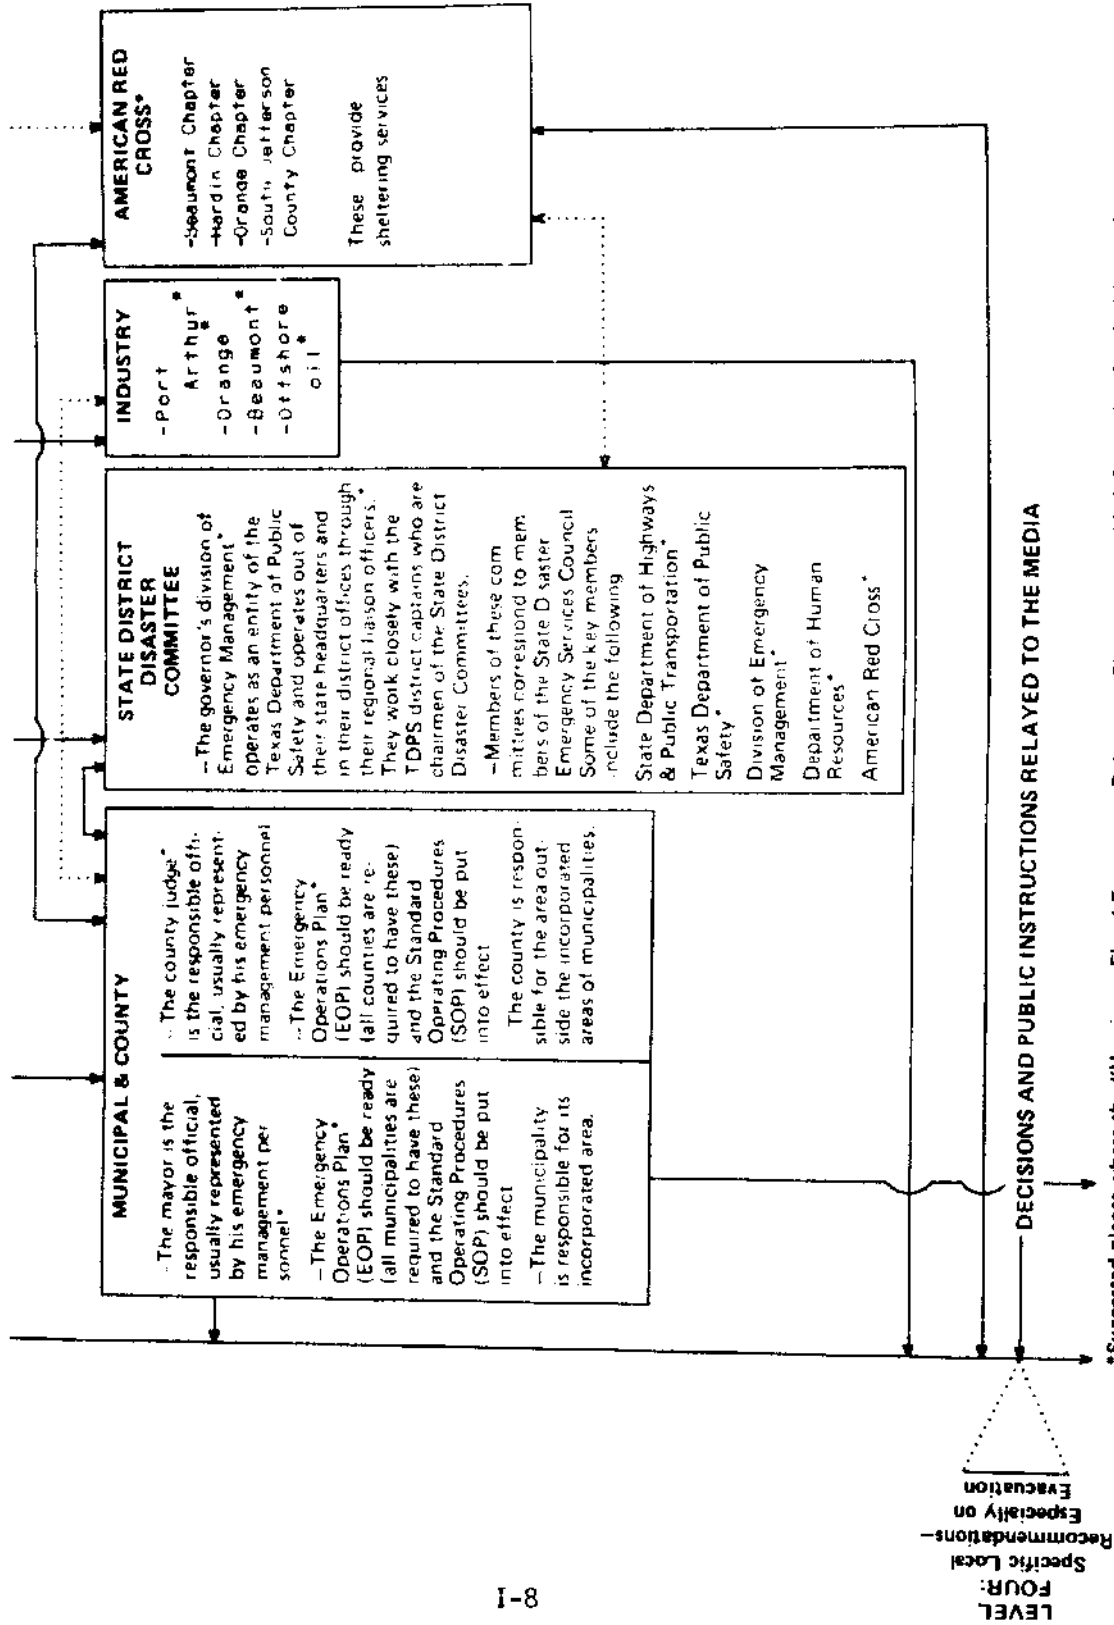 MUNICIPAL & COUNTY
-The mayor is the
responsible official,
usually represented
by his emergency
management per
sonnel*
-The Emergency
Operations Plan*
(EOP) should be ready
(all municipalities are
required to have these)
and the Standard
Operating Procedures
(SOP) should be put
into effect
-The municipality
is responsible for its
incorporated area.
-The county judge*
is the responsible offi-
cial, usually represent-
ed by his emergency
management personnel
-The Emergency
Operations Plan*
(EOP) should be ready
(all counties are re-
quired to have these)
and the Standard
Operating Procedures
(SOP) should be put
into effect
The county is respon-
sible for the area out-
side the incorporated
areas of municipalities.
STATE DISTRICT
DISASTER
COMMITTEE
-The governor's division of
Emergency Management*
operates as an entity of the
Texas Department of Public
Safety and operates out of
their state headquarters and
in their district offices through
their regional liaison officers.*
They work closely with the
TDPS district captians who are
chairmen of the State District
Disaster Committees.
-Members of these com
mittees correspond to mem
bers of the State Disaster
Emergency Services Council
Some of the key members
include the following
State Department of Highways
& Public Transportation*
Texas Department of Public
Safety*
Division of Emergency
Management*
Department of Human
Resources*
American Red Cross*
INDUSTRY
-Port
Arthur*
-Orange*
-Beaumont*
-Offshore
oil*
AMERICAN RED
CROSS*
-Beaumont Chapter
-Hardin Chapter
-Orange Chapter
-South Jefferson
County Chapter
These provide
sheltering services
DECISIONS AND PUBLIC INSTRUCTIONS RELAYED TO THE MEDIA
LEVEL
FOUR:
Specific Local
Recommendations-
Especially on
Evacuation
I-8